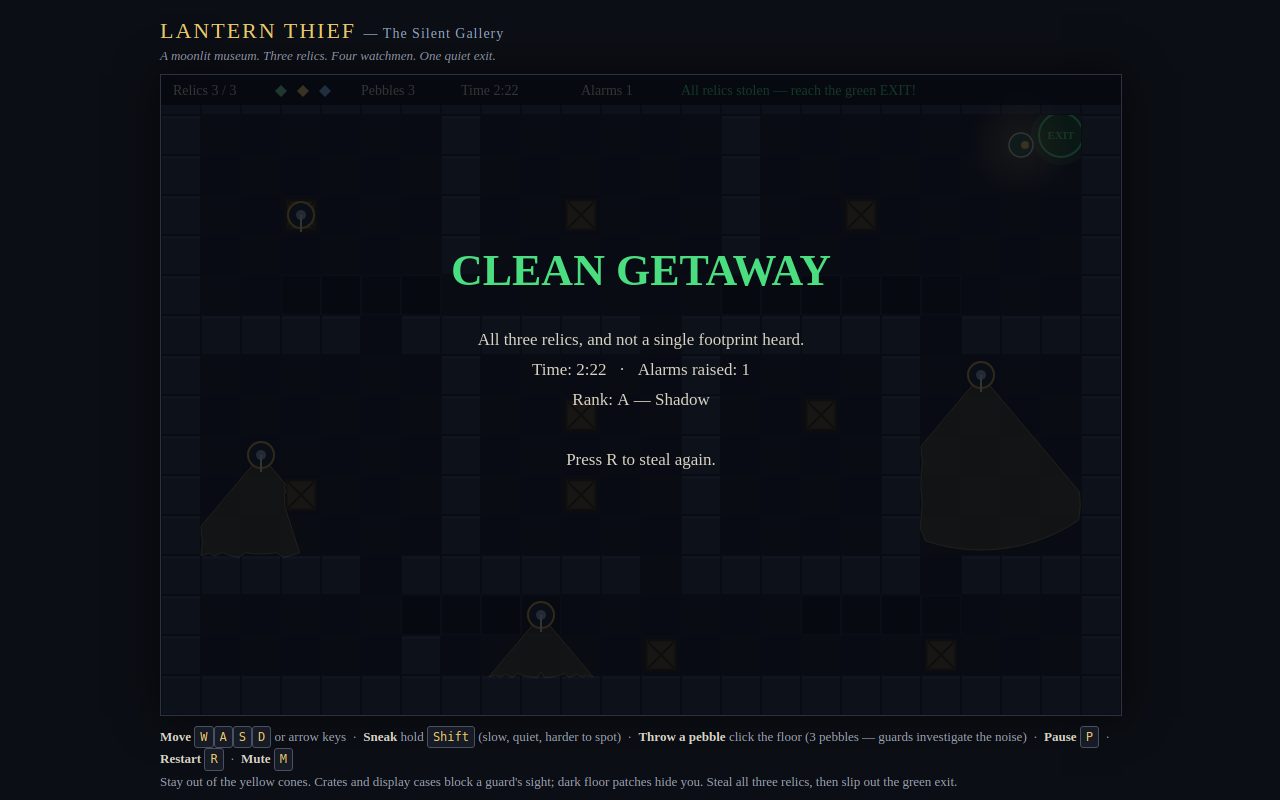 LANTERN THIEF — The Silent Gallery
A moonlit museum. Three relics. Four watchmen. One quiet exit.
Relics 3 / 3 Pebbles 3 Time 2:22 Alarms 1 All relics stolen — reach the green EXIT!
EXIT
CLEAN GETAWAY
All three relics, and not a single footprint heard.
Time: 2:22 · Alarms raised: 1
Rank: A — Shadow
Press R to steal again.
Move W A S D or arrow keys · Sneak hold Shift (slow, quiet, harder to spot) · Throw a pebble click the floor (3 pebbles — guards investigate the noise) · Pause P ·
Restart R · Mute M
Stay out of the yellow cones. Crates and display cases block a guard's sight; dark floor patches hide you. Steal all three relics, then slip out the green exit.